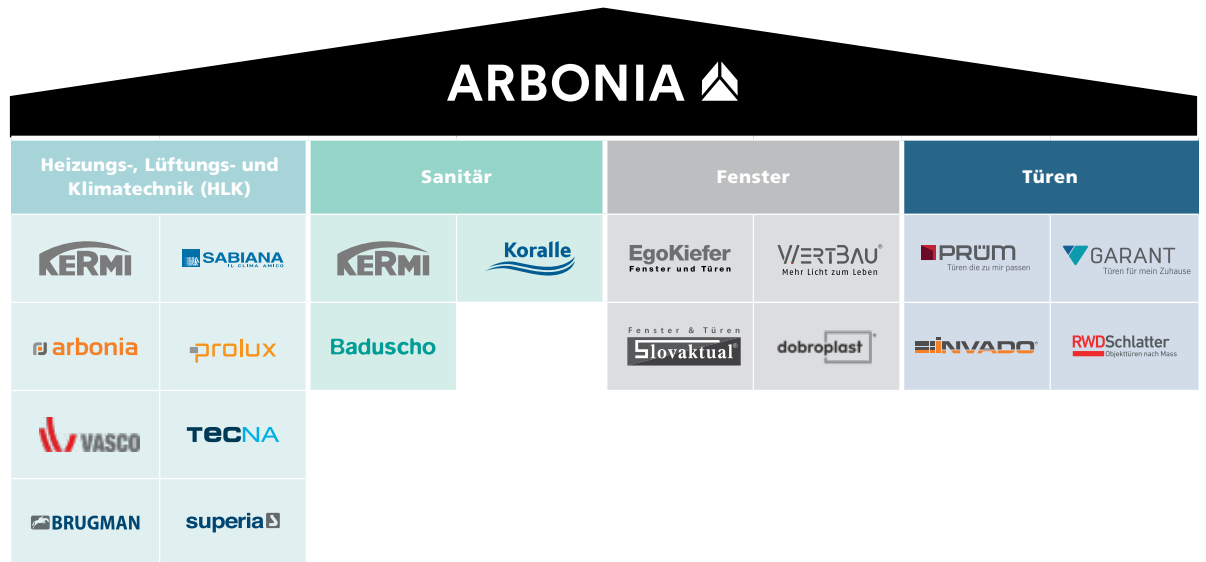 ARBONIA
Heizungs-, Lüftungs- und
Klimatechnik (HLK)
Sanitär
Fenster
Türen
KERMI
SABIANA
IL CLIMA AMICO
KERMI
Koralle
EgoKiefer
Fenster und Türen
WERTBAU®
Mehr Licht zum Leben
PRÜM
Türen die zu mir passen
GARANT
Türen für mein Zuhause
arbonia
prolux
Baduscho
Fenster & Türen
Slovaktual®
dobroplast®
INVADO®
RWDSchlatter
Objekttüren nach Mass
VASCO
TECNA
BRUGMAN
superia